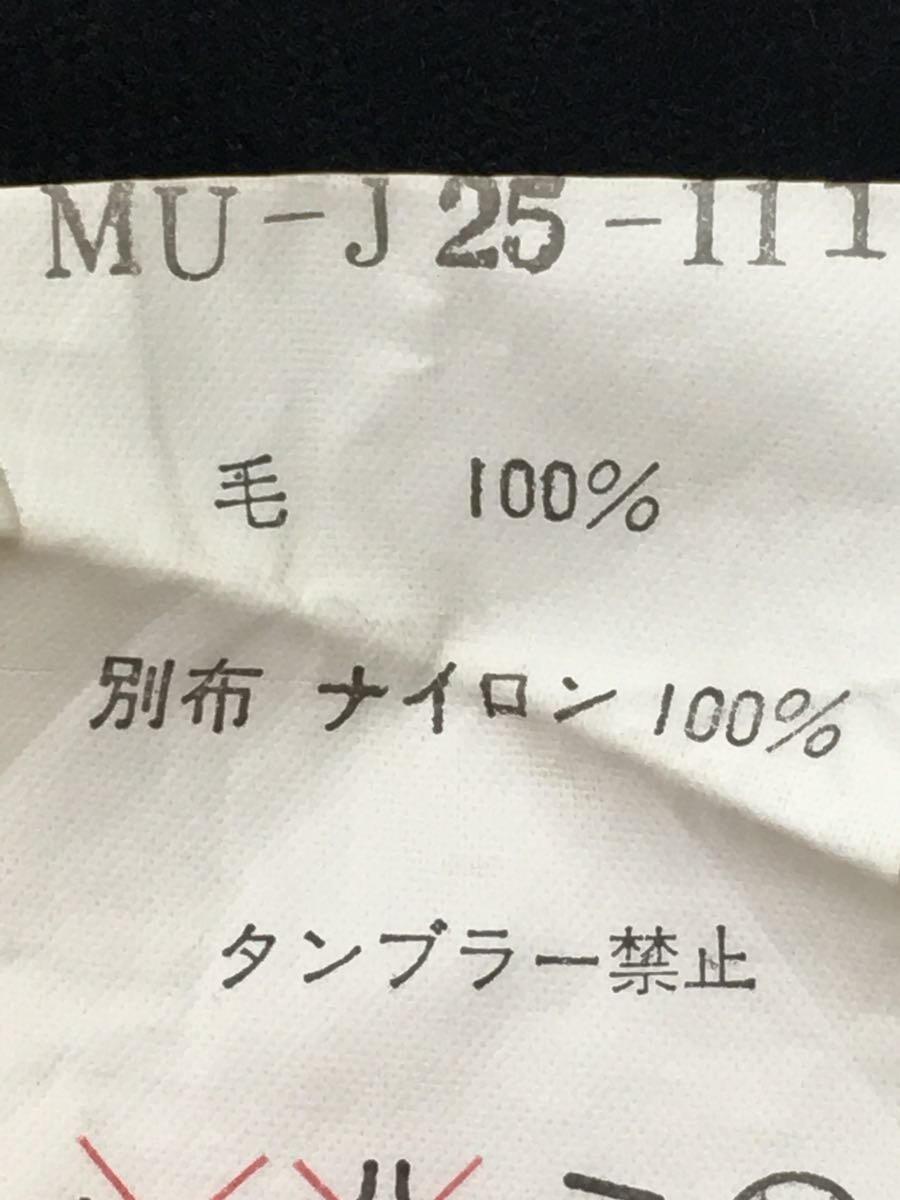 MU-J25-111
毛 100%
別布 ナイロン 100%
タンブラー禁止